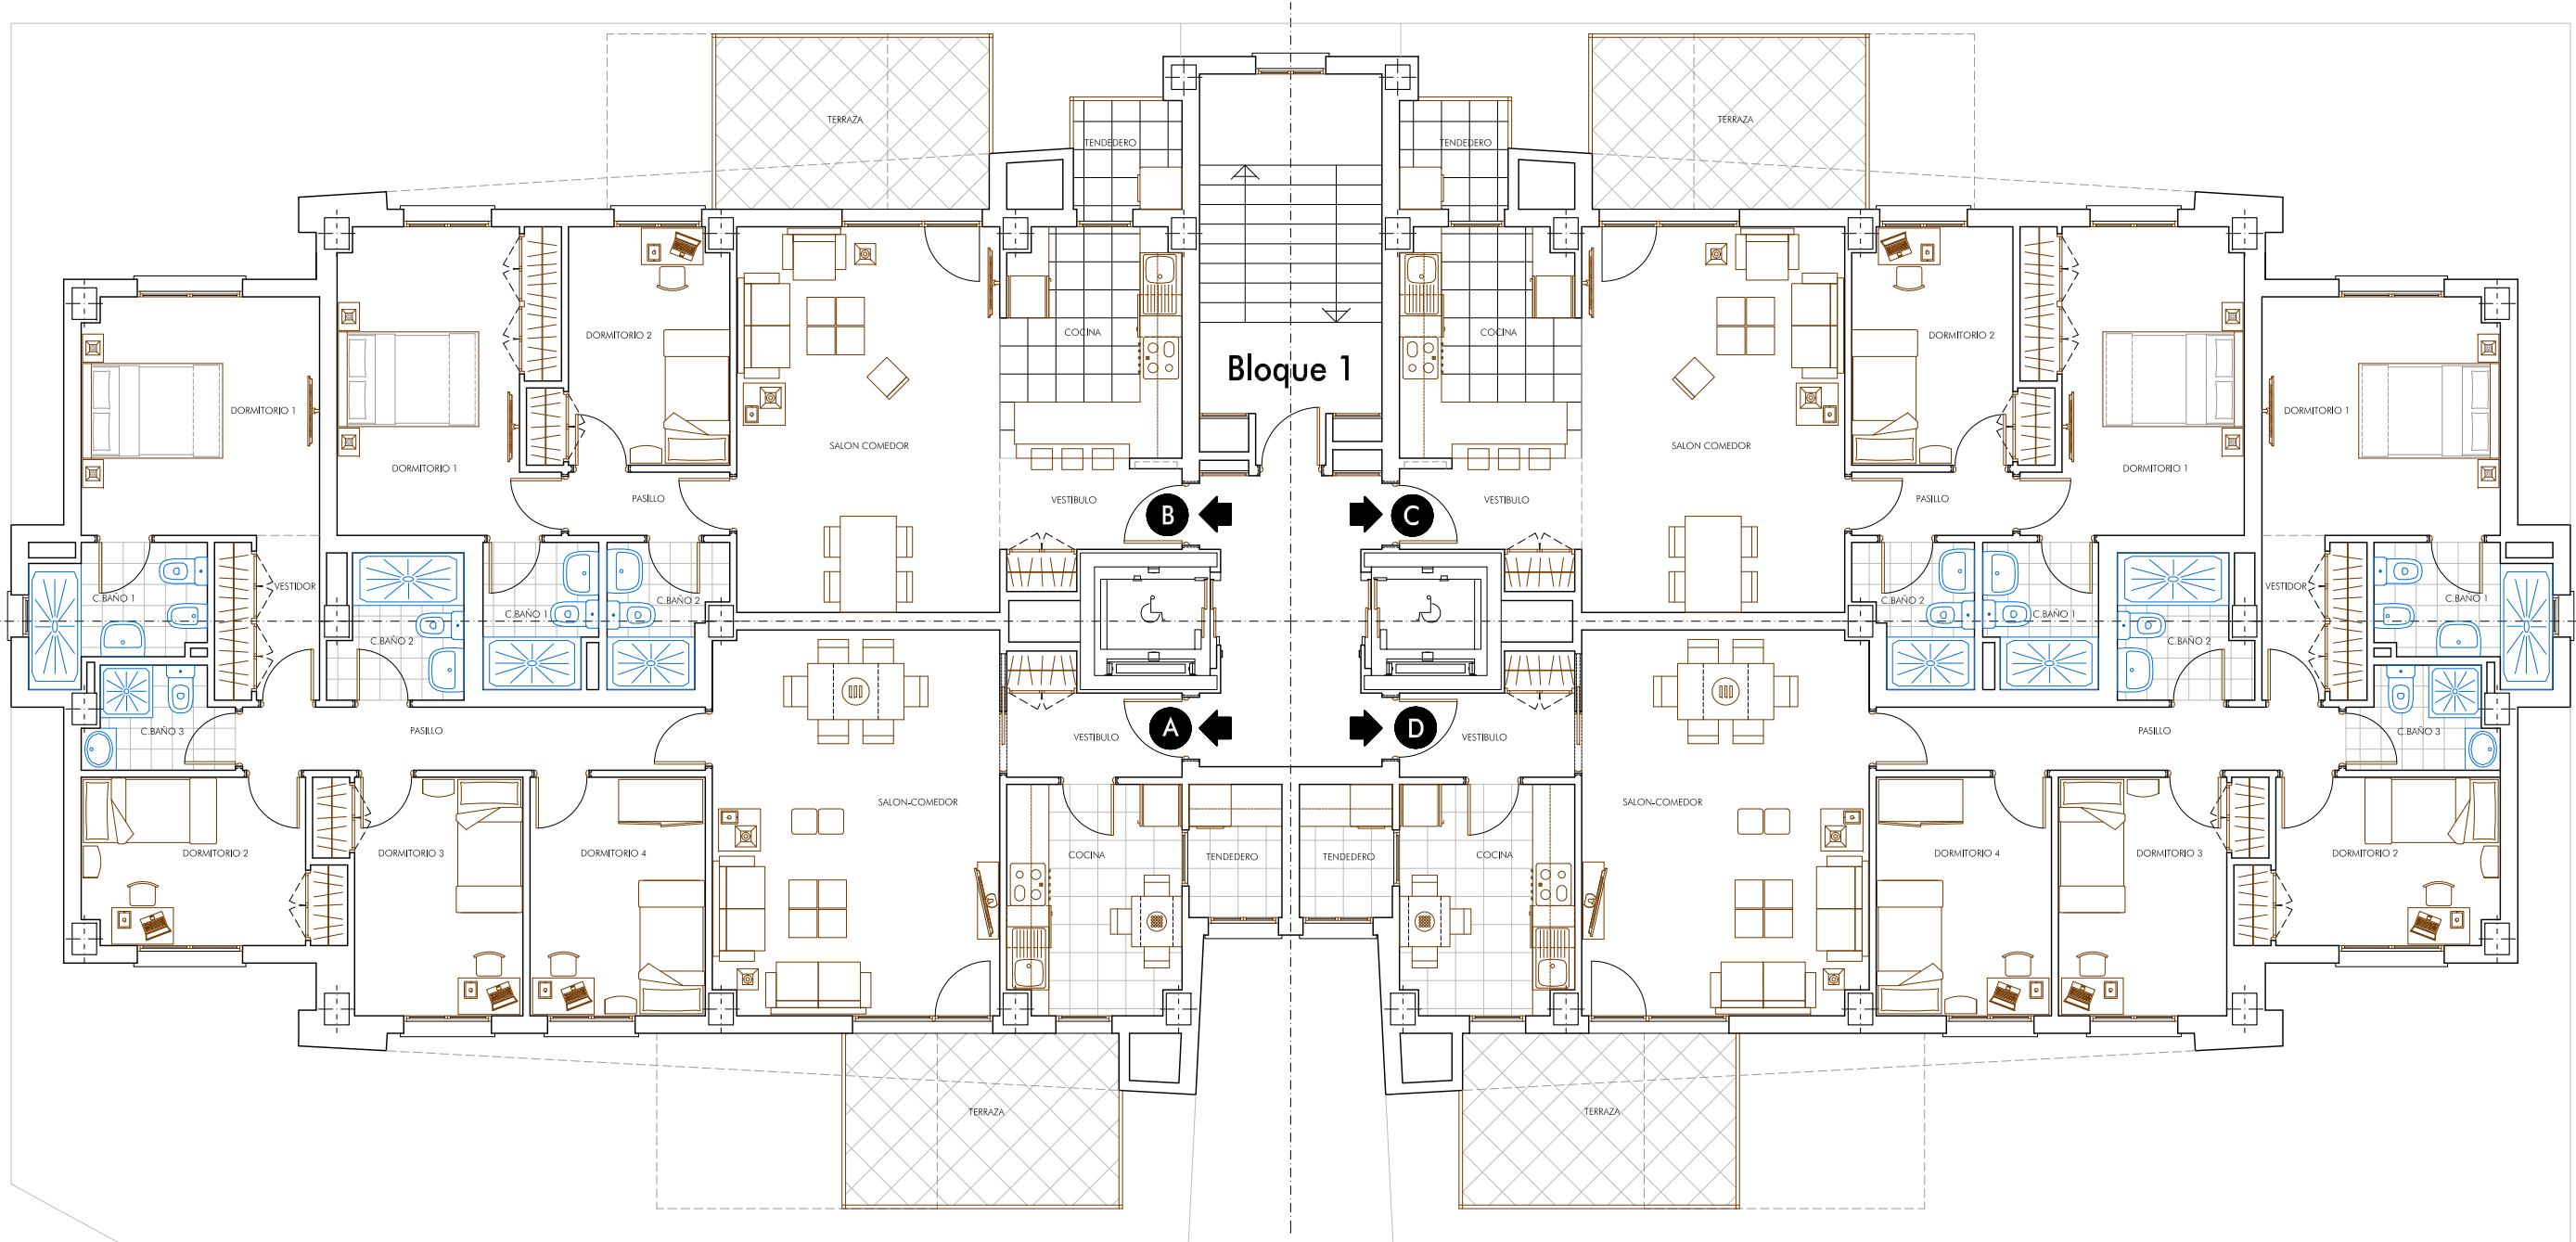 TERRAZA
TERRAZA
TENDEDERO
TENDEDERO
COCINA
COCINA
DORMITORIO 2
DORMITORIO 2
Bloque 1
DORMITORIO 1
DORMITORIO 1
SALON COMEDOR
SALON COMEDOR
DORMITORIO 1
DORMITORIO 1
PASILLO
VESTIBULO
VESTIBULO
PASILLO
B
C
VESTIDOR
VESTIDOR
C.BAÑO 1
C.BAÑO 2
C.BAÑO 2
C.BAÑO 1
C.BAÑO 1
C.BAÑO 1
C.BAÑO 2
C.BAÑO 2
C.BAÑO 3
PASILLO
VESTIBULO
A
D
VESTIBULO
PASILLO
C.BAÑO 3
SALON-COMEDOR
SALON-COMEDOR
DORMITORIO 2
DORMITORIO 3
DORMITORIO 4
COCINA
TENDEDERO
TENDEDERO
COCINA
DORMITORIO 4
DORMITORIO 3
DORMITORIO 2
TERRAZA
TERRAZA